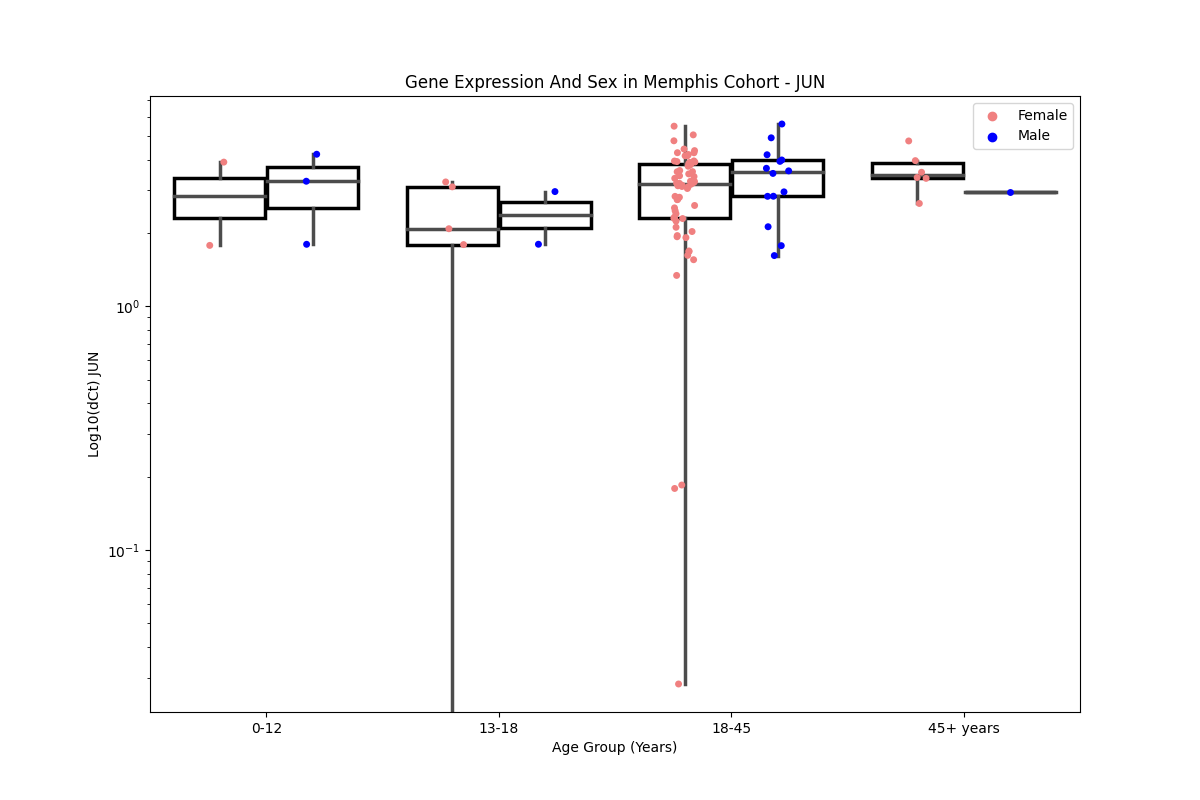 Gene Expression And Sex in Memphis Cohort - JUN
Female
Male
10⁰
10⁻¹
Log10(dCt) JUN
0-12
13-18
18-45
45+ years
Age Group (Years)